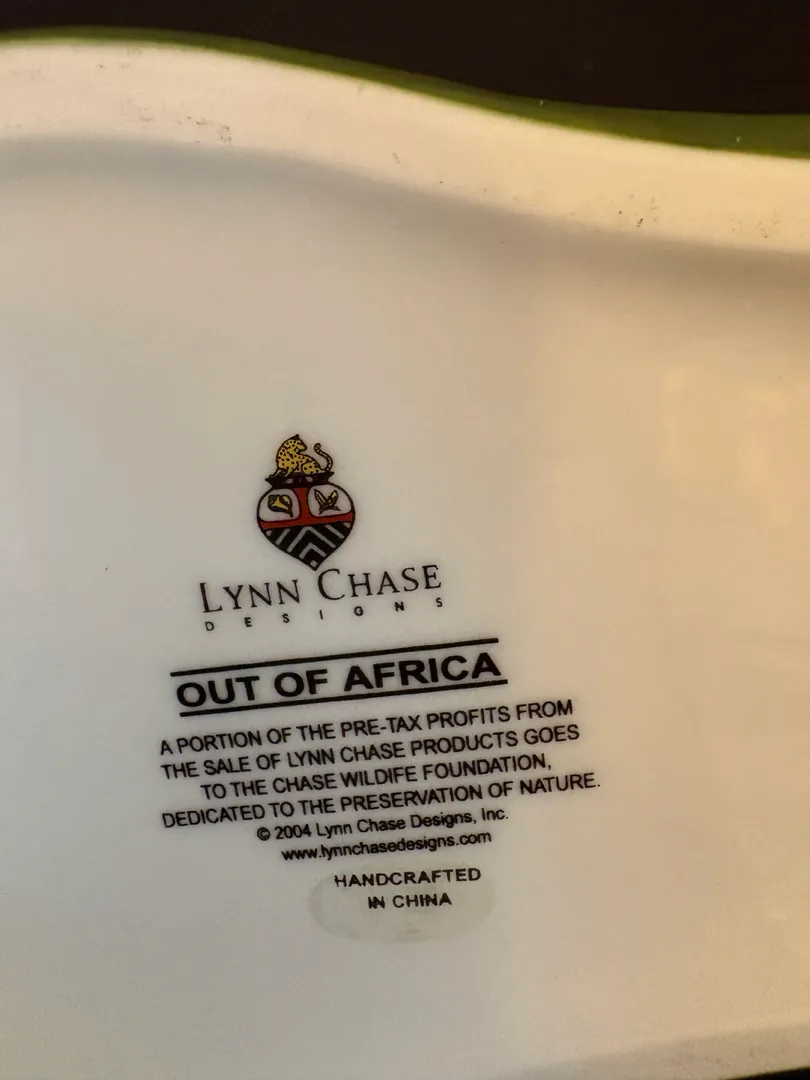 LYNN CHASE
DESIGNS
OUT OF AFRICA
A PORTION OF THE PRE-TAX PROFITS FROM
THE SALE OF LYNN CHASE PRODUCTS GOES
TO THE CHASE WILDIFE FOUNDATION,
DEDICATED TO THE PRESERVATION OF NATURE.
© 2004 Lynn Chase Designs, Inc.
www.lynnchasedesigns.com
HANDCRAFTED
IN CHINA